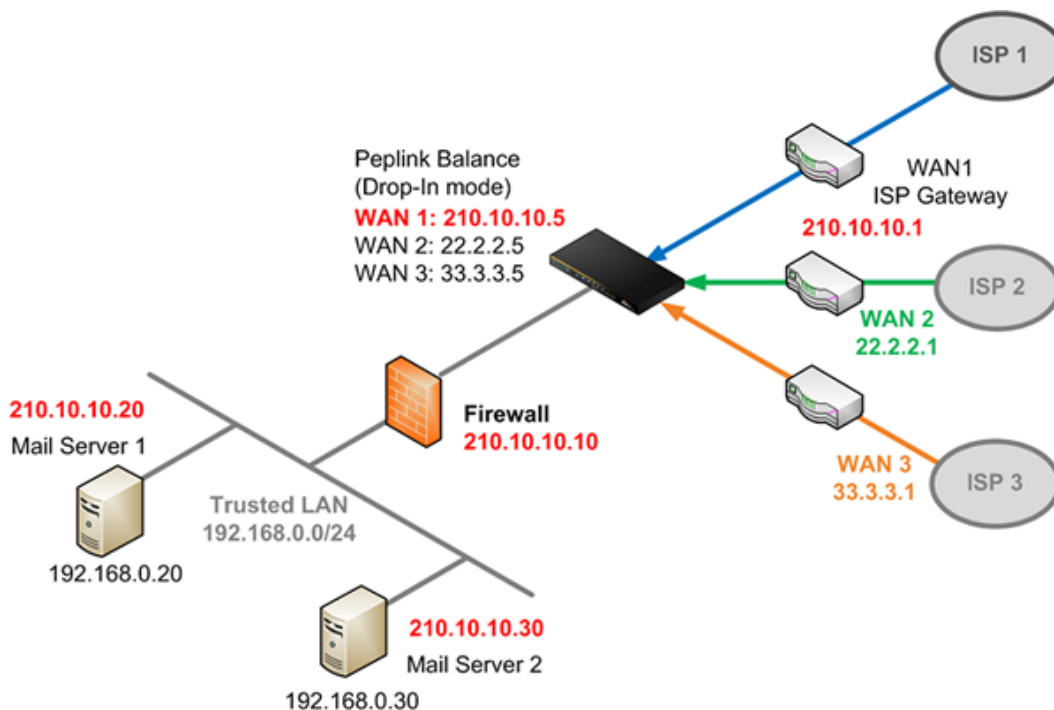 ISP 1
Peplink Balance
(Drop-In mode)
WAN 1: 210.10.10.5
WAN 2: 22.2.2.5
WAN 3: 33.3.3.5
WAN1
ISP Gateway
210.10.10.1
ISP 2
WAN 2
22.2.2.1
210.10.10.20
Mail Server 1
Firewall
210.10.10.10
WAN 3
33.3.3.1
ISP 3
Trusted LAN
192.168.0.0/24
192.168.0.20
210.10.10.30
Mail Server 2
192.168.0.30